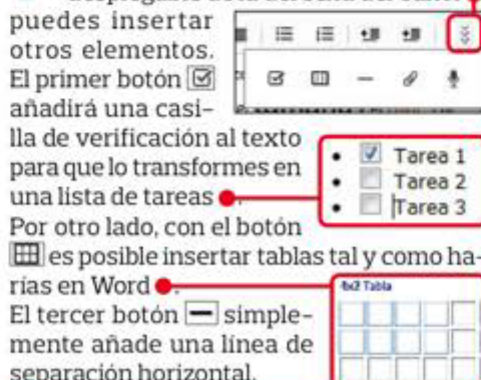 puedes insertar
otros elementos.
El primer botón
añadirá una casi-
lla de verificación al texto
para que lo transformes en
una lista de tareas
Por otro lado, con el botón
es posible insertar tablas tal y como ha-
rías en Word
El tercer botón simple-
mente añade una línea de
separación horizontal.
• Tarea 1
• Tarea 2
• Tarea 3
4x2 Tabla